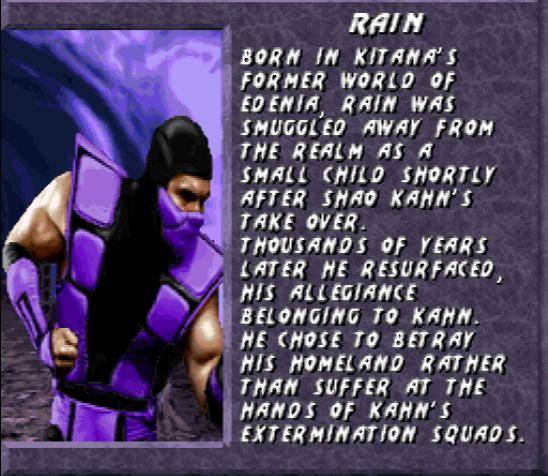 RAIN
BORN IN KITANA'S
FORMER WORLD OF
EDENIA, RAIN WAS
SMUGGLED AWAY FROM
THE REALM AS A
SMALL CHILD SHORTLY
AFTER SHAO KAHN'S
TAKE OVER.
THOUSANDS OF YEARS
LATER HE RESURFACED,
HIS ALLEGIANCE
BELONGING TO KAHN.
HE CHOSE TO BETRAY
HIS HOMELAND RATHER
THAN SUFFER AT THE
HANDS OF KAHN'S
EXTERMINATION SQUADS.